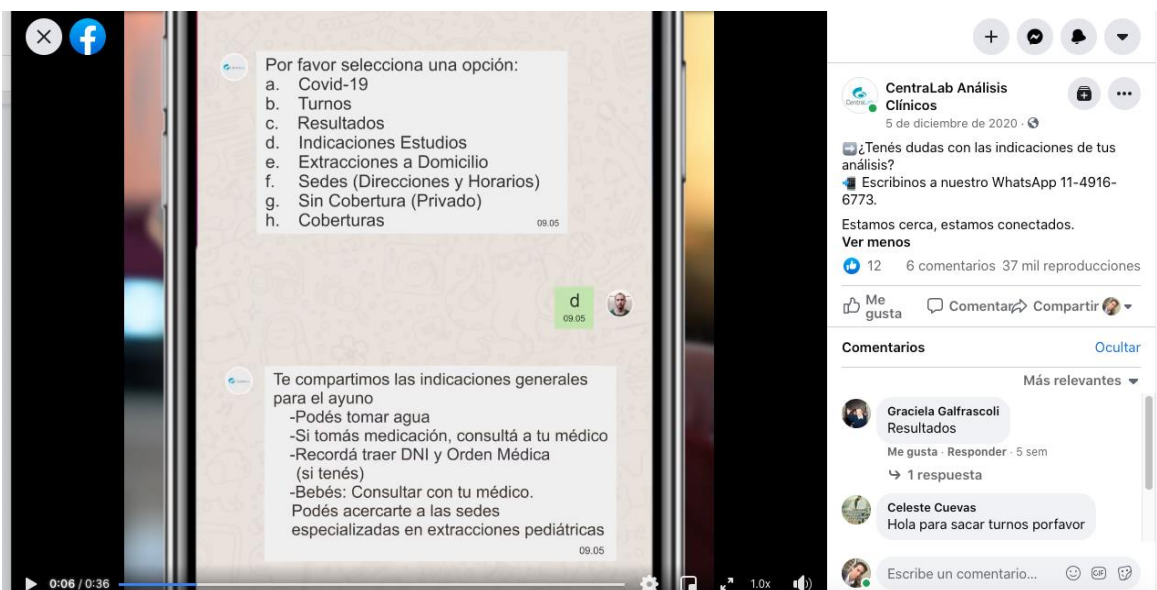 Por favor selecciona una opción:
a. Covid-19
b. Turnos
c. Resultados
d. Indicaciones Estudios
e. Extracciones a Domicilio
f. Sedes (Direcciones y Horarios)
g. Sin Cobertura (Privado)
h. Coberturas
09.05
d
09.05
Te compartimos las indicaciones generales
para el ayuno
-Podés tomar agua
-Si tomás medicación, consultá a tu médico
-Recordá traer DNI y Orden Médica
(si tenés)
-Bebés: Consultar con tu médico.
Podés acercarte a las sedes
especializadas en extracciones pediátricas
09.05
0:06 / 0:36
1.0x
CentraLab Análisis
Clínicos
5 de diciembre de 2020 ·
¿Tenés dudas con las indicaciones de tus
análisis?
Escribinos a nuestro WhatsApp 11-4916-
6773.
Estamos cerca, estamos conectados.
Ver menos
12 6 comentarios 37 mil reproducciones
Me gusta
Comentar
Compartir
Comentarios Ocultar
Más relevantes
Graciela Galfrascoli
Resultados
Me gusta · Responder · 5 sem
1 respuesta
Celeste Cuevas
Hola para sacar turnos porfavor
Escribe un comentario...
GIF